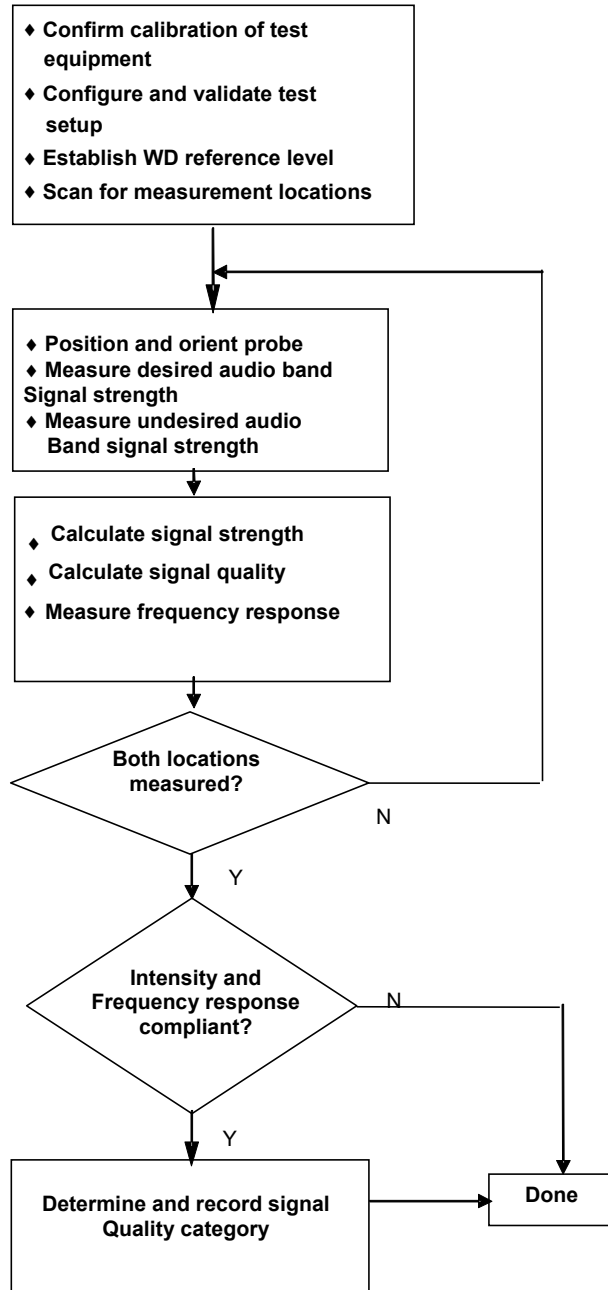 ♦ Confirm calibration of test
equipment
♦ Configure and validate test
setup
♦ Establish WD reference level
♦ Scan for measurement locations
♦ Position and orient probe
♦ Measure desired audio band
Signal strength
♦ Measure undesired audio
Band signal strength
♦ Calculate signal strength
♦ Calculate signal quality
♦ Measure frequency response
Both locations
measured?
N
Y
Intensity and
Frequency response
compliant?
N
Y
Determine and record signal
Quality category
Done